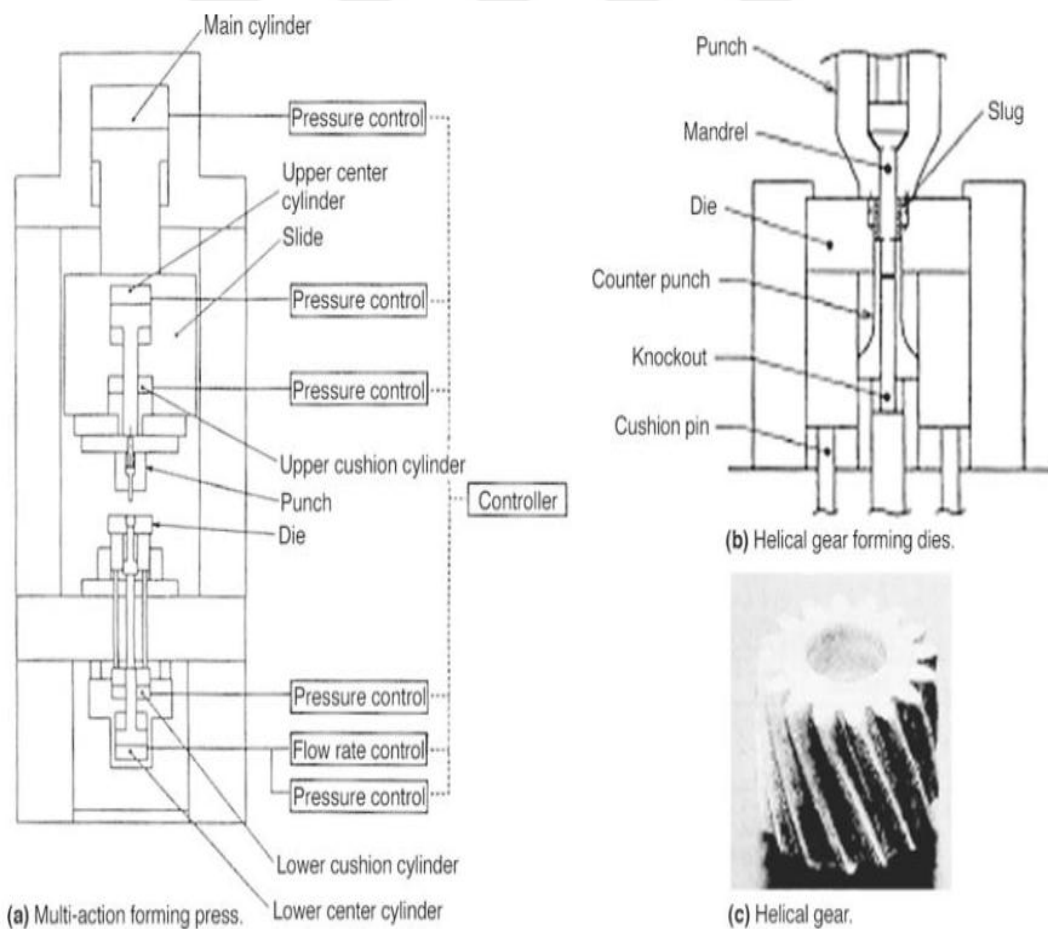 Main cylinder
Pressure control
Upper center
cylinder
Slide
Pressure control
Pressure control
Upper cushion cylinder
Punch
Controller
Die
Pressure control
Flow rate control
Pressure control
Lower cushion cylinder
Lower center cylinder
(a) Multi-action forming press.
Punch
Slug
Mandrel
Die
Counter punch
Knockout
Cushion pin
(b) Helical gear forming dies.
(c) Helical gear.